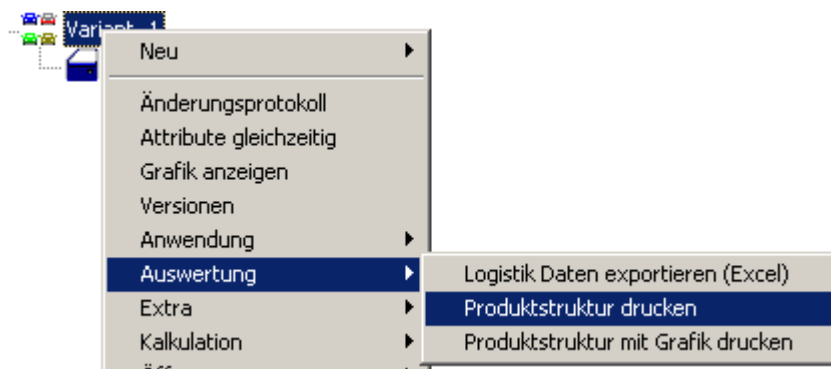 Neu
Änderungsprotokoll
Attribute gleichzeitig
Grafik anzeigen
Versionen
Anwendung
Auswertung
Logistik Daten exportieren (Excel)
Extra
Produktstruktur drucken
Kalkulation
Produktstruktur mit Grafik drucken